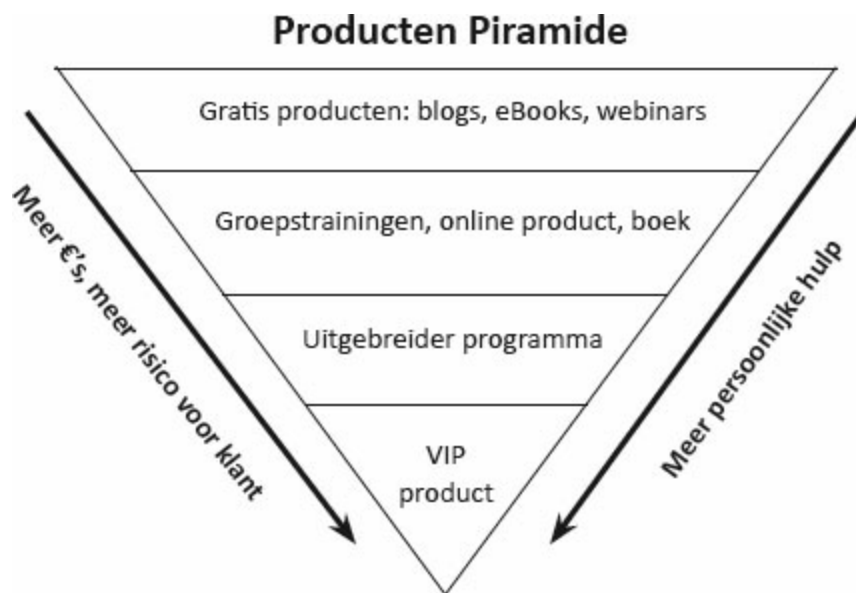 Producten Piramide
Gratis producten: blogs, eBooks, webinars
Groepstrainingen, online product, boek
Uitgebreider programma
VIP
product
Meer €’s, meer risico voor klant
Meer persoonlijke hulp